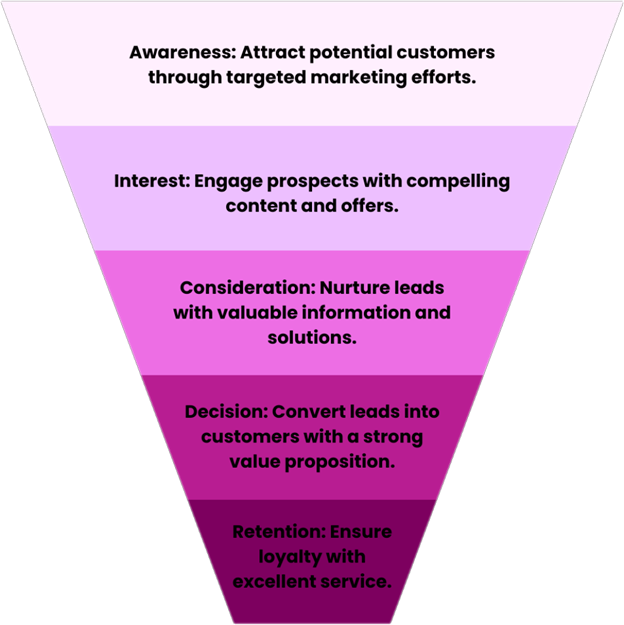 Awareness: Attract potential customers
through targeted marketing efforts.
Interest: Engage prospects with compelling
content and offers.
Consideration: Nurture leads
with valuable information and
solutions.
Decision: Convert leads into
customers with a strong
value proposition.
Retention: Ensure
loyalty with
excellent service.